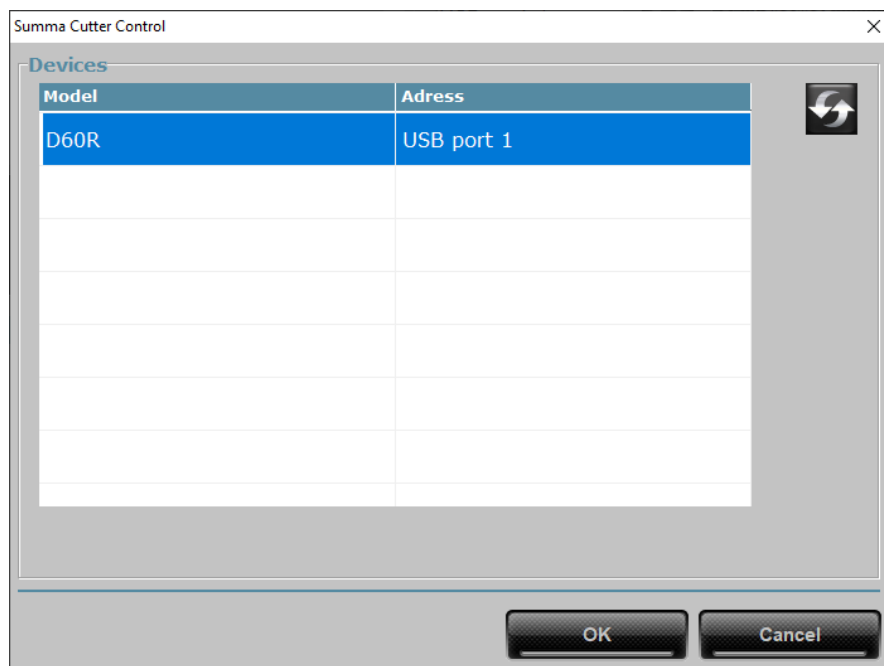 Summa Cutter Control
Devices
Model Adress
D60R USB port 1
OK Cancel